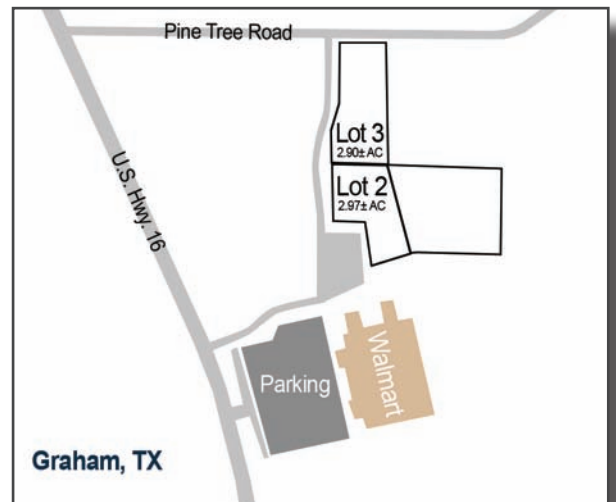 Pine Tree Road
Lot 3
2.90± AC
Lot 2
2.97± AC
U.S. Hwy. 16
Walmart
Parking
Graham, TX